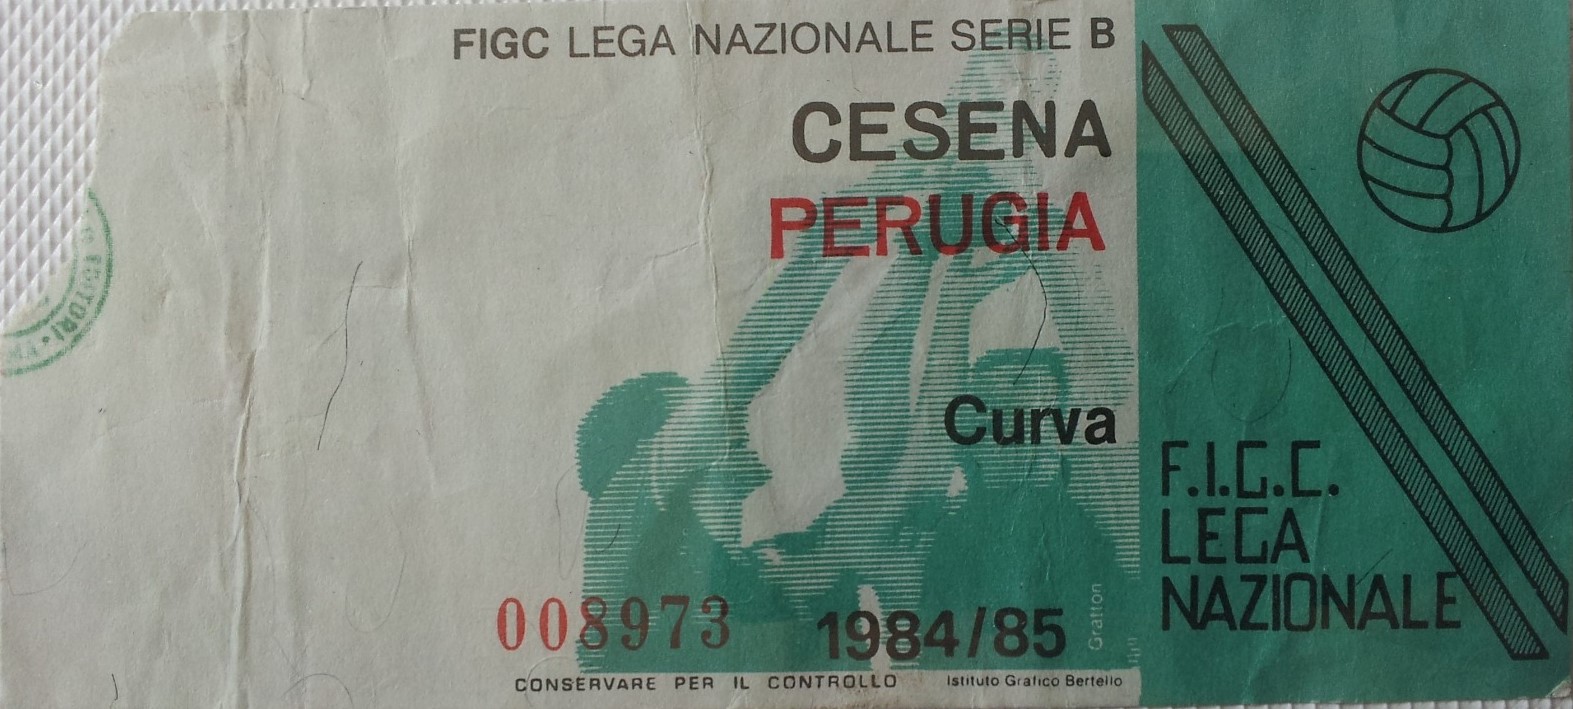 FIGC LEGA NAZIONALE SERIE B
CESENA
PERUGIA
Curva
008973
1984/85
Gratton
CONSERVARE PER IL CONTROLLO
Istituto Grafico Bertello
F.I.G.C.
LEGA
NAZIONALE